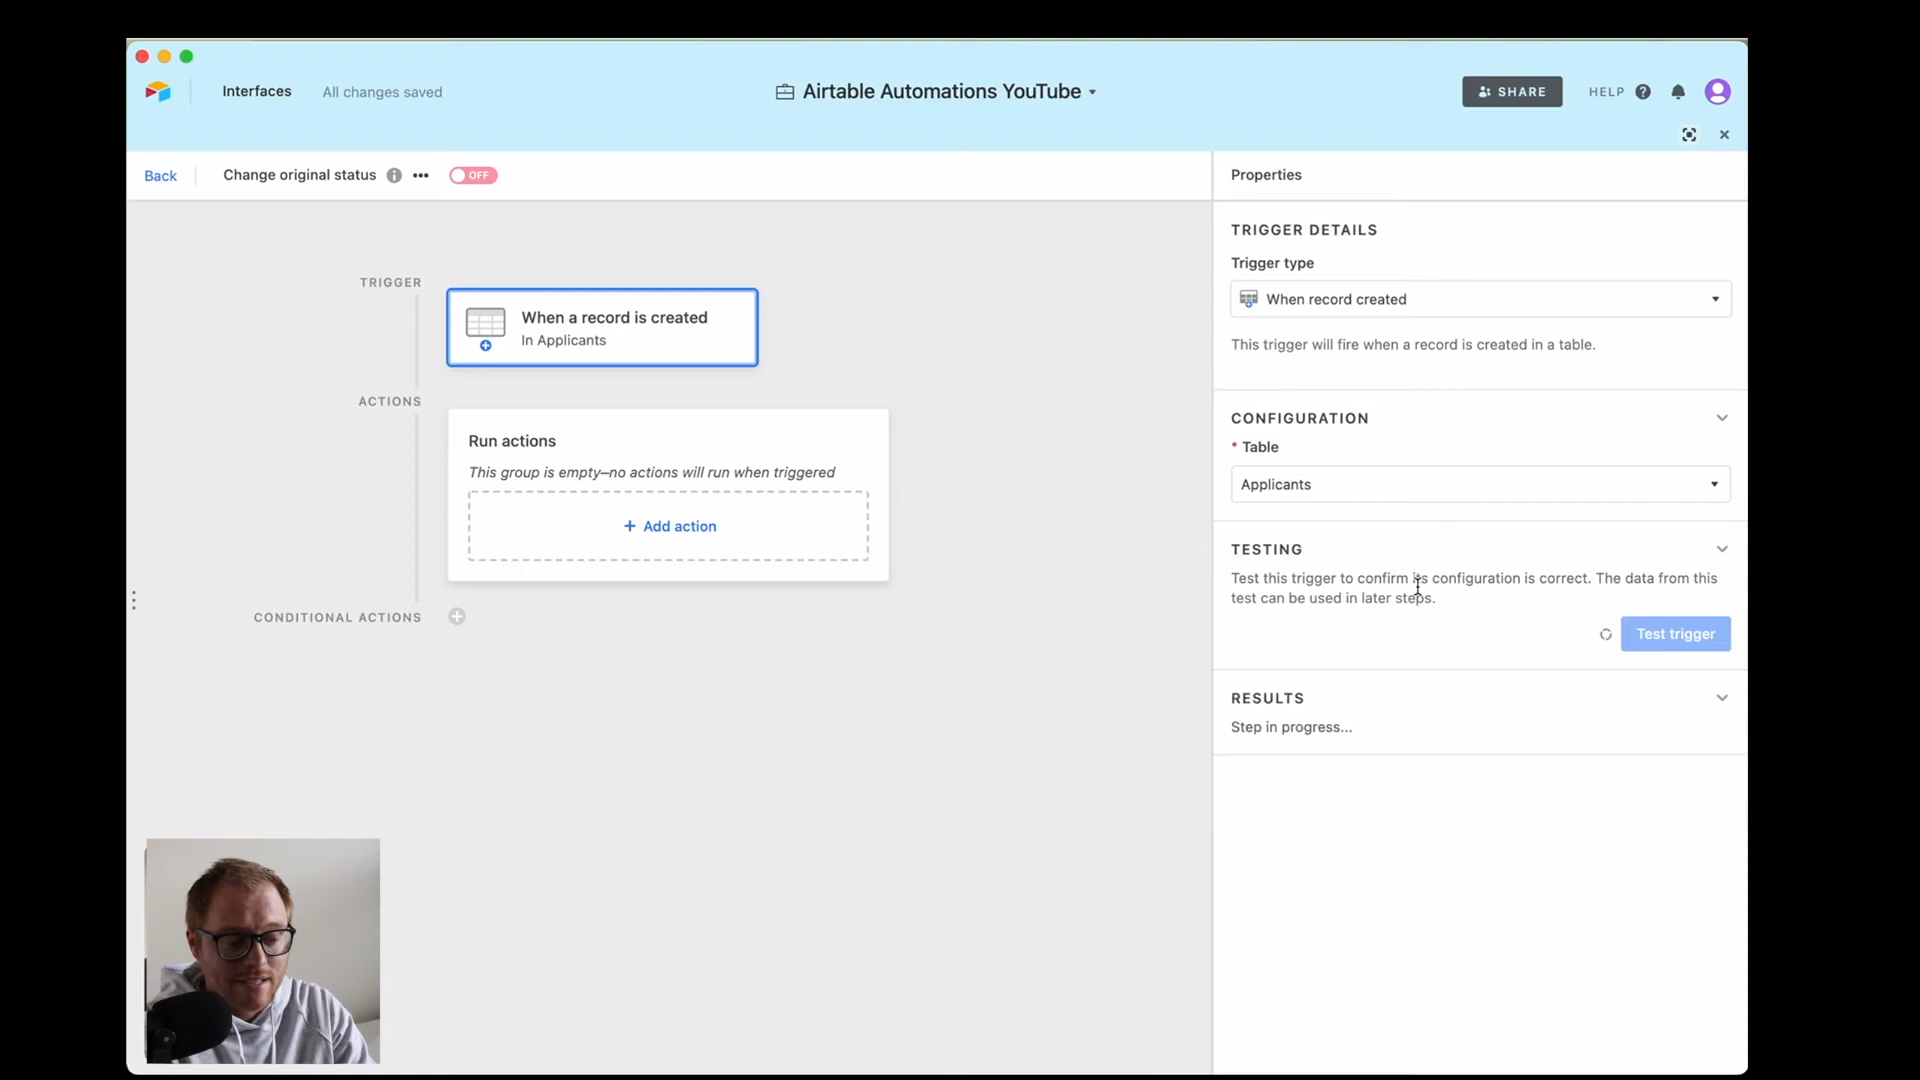 Interfaces
All changes saved
Airtable Automations YouTube
SHARE
HELP
Back
Change original status
OFF
Properties
TRIGGER
When a record is created
In Applicants
ACTIONS
Run actions
This group is empty–no actions will run when triggered
+ Add action
CONDITIONAL ACTIONS
TRIGGER DETAILS
Trigger type
When record created
This trigger will fire when a record is created in a table.
CONFIGURATION
* Table
Applicants
TESTING
Test this trigger to confirm its configuration is correct. The data from this
test can be used in later steps.
Test trigger
RESULTS
Step in progress...